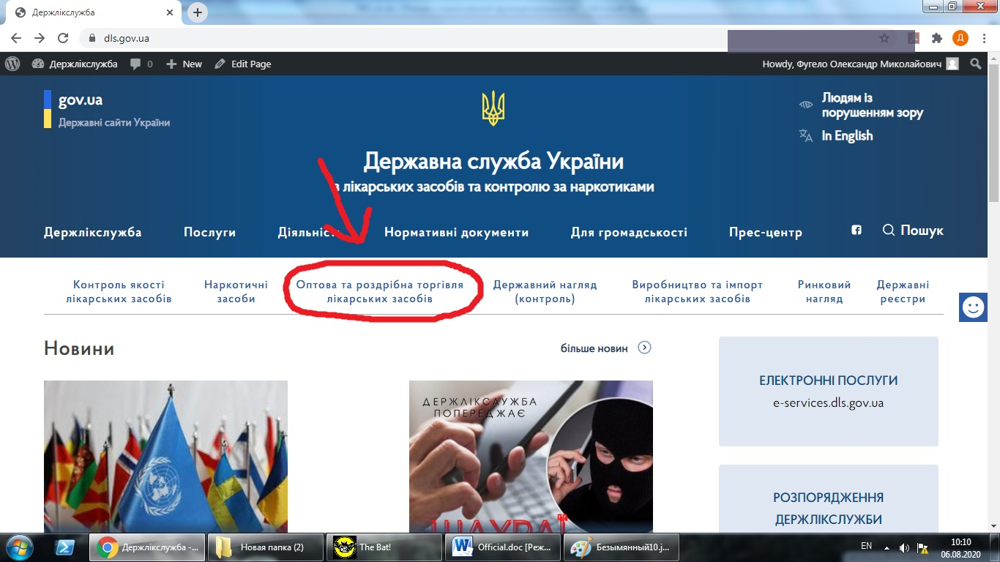 Держлікслужба
dls.gov.ua
Д
Держлікслужба
0
New
Edit Page
Howdy, Фугело Олександр Миколайович
gov.ua
Державні сайти України
Людям із
порушенням зору
In English
Державна служба України
з лікарських засобів та контролю за наркотиками
Держлікслужба
Послуги
Діяльність
Нормативні документи
Для громадськості
Прес-центр
Пошук
Контроль якості
лікарських засобів
Наркотичні
засоби
Оптова та роздрібна торгівля
лікарських засобів
Державний нагляд
(контроль)
Виробництво та імпорт
лікарських засобів
Ринковий
нагляд
Державні
реєстри
Новини
більше новин
ДЕРЖЛІКСЛУЖБА
ПОПЕРЕДЖАЄ
ЕЛЕКТРОННІ ПОСЛУГИ
e-services.dls.gov.ua
РОЗПОРЯДЖЕННЯ
ДЕРЖЛІКСЛУЖБИ
Держлікслужба -...
Новая папка (2)
The Bat!
Official.doc [Реж...
Безымянный10.j...
EN
10:10
06.08.2020